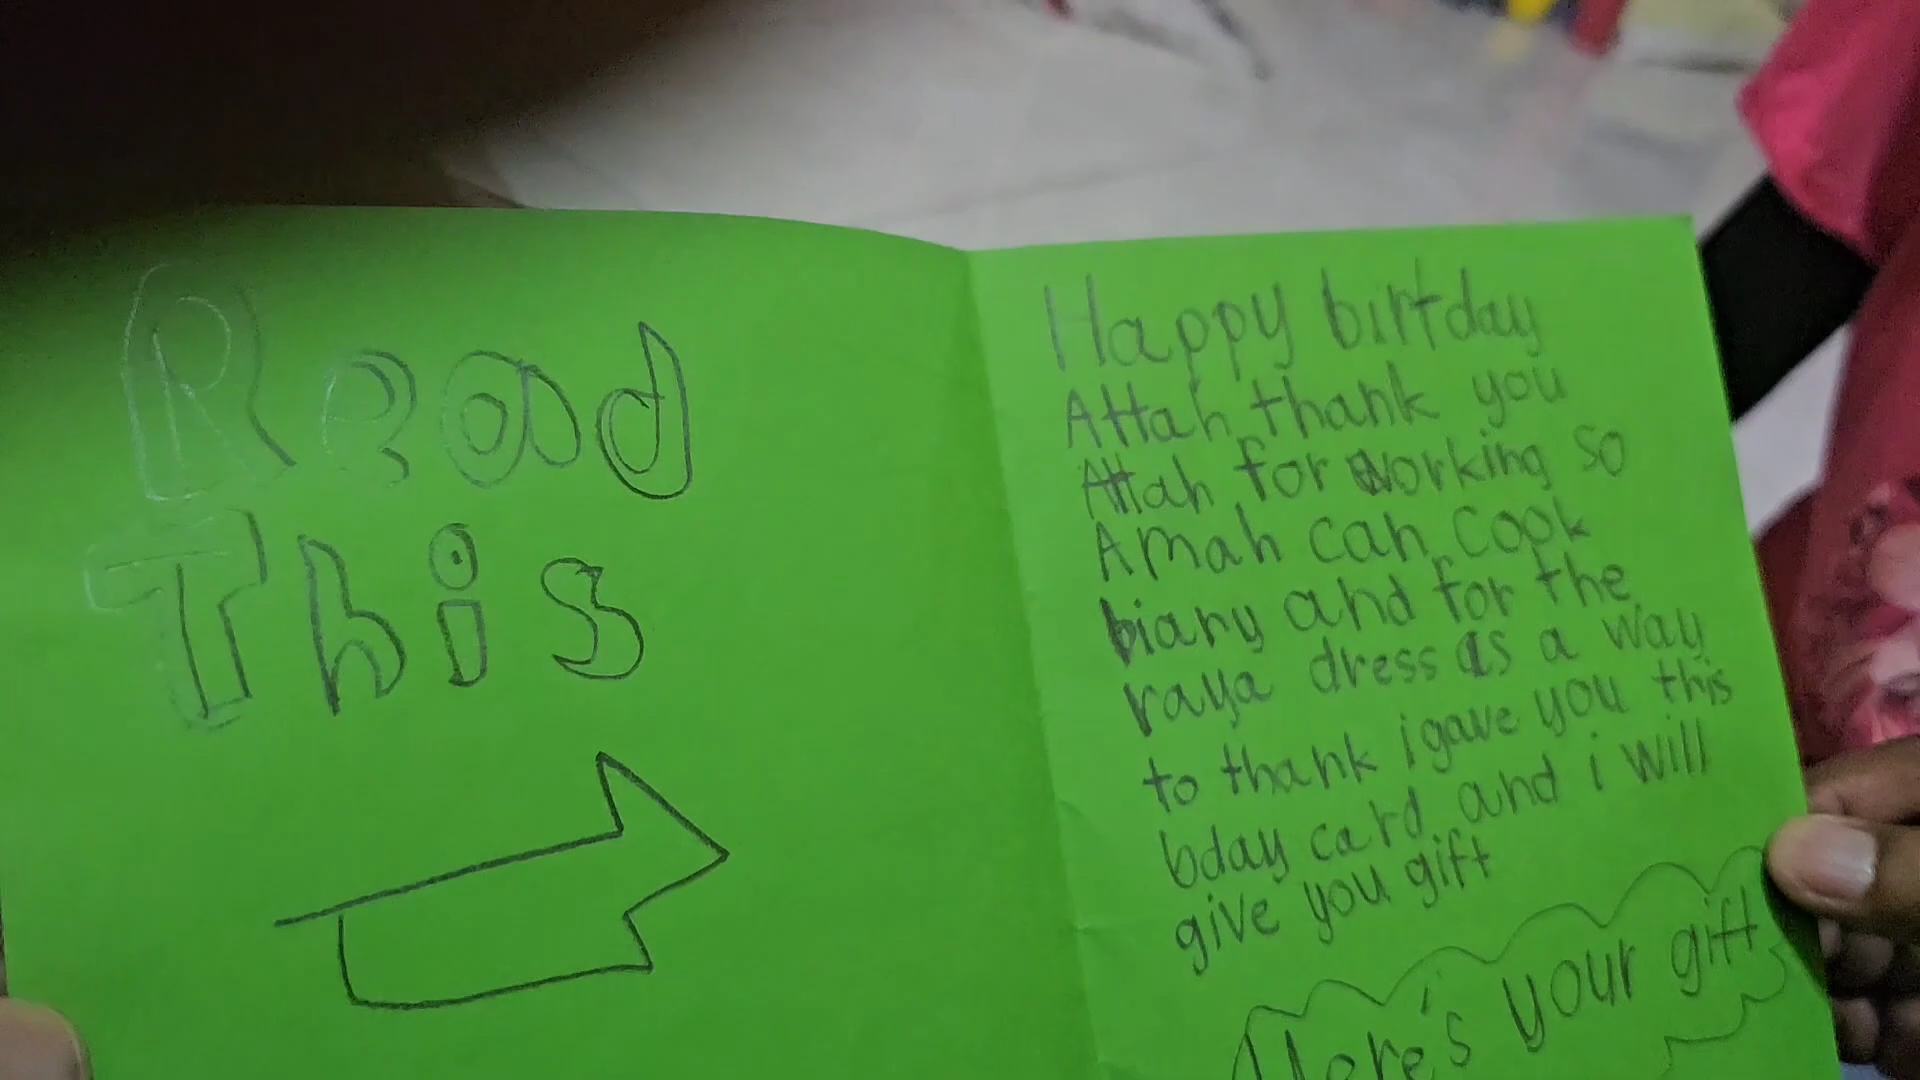 Read
This
Happy birtday
Attah thank you
Attah for working so
Amah can cook
biany and for the
raya dress as a way
to thank i gave you this
bday card and i will
give you gift
Here's your gift